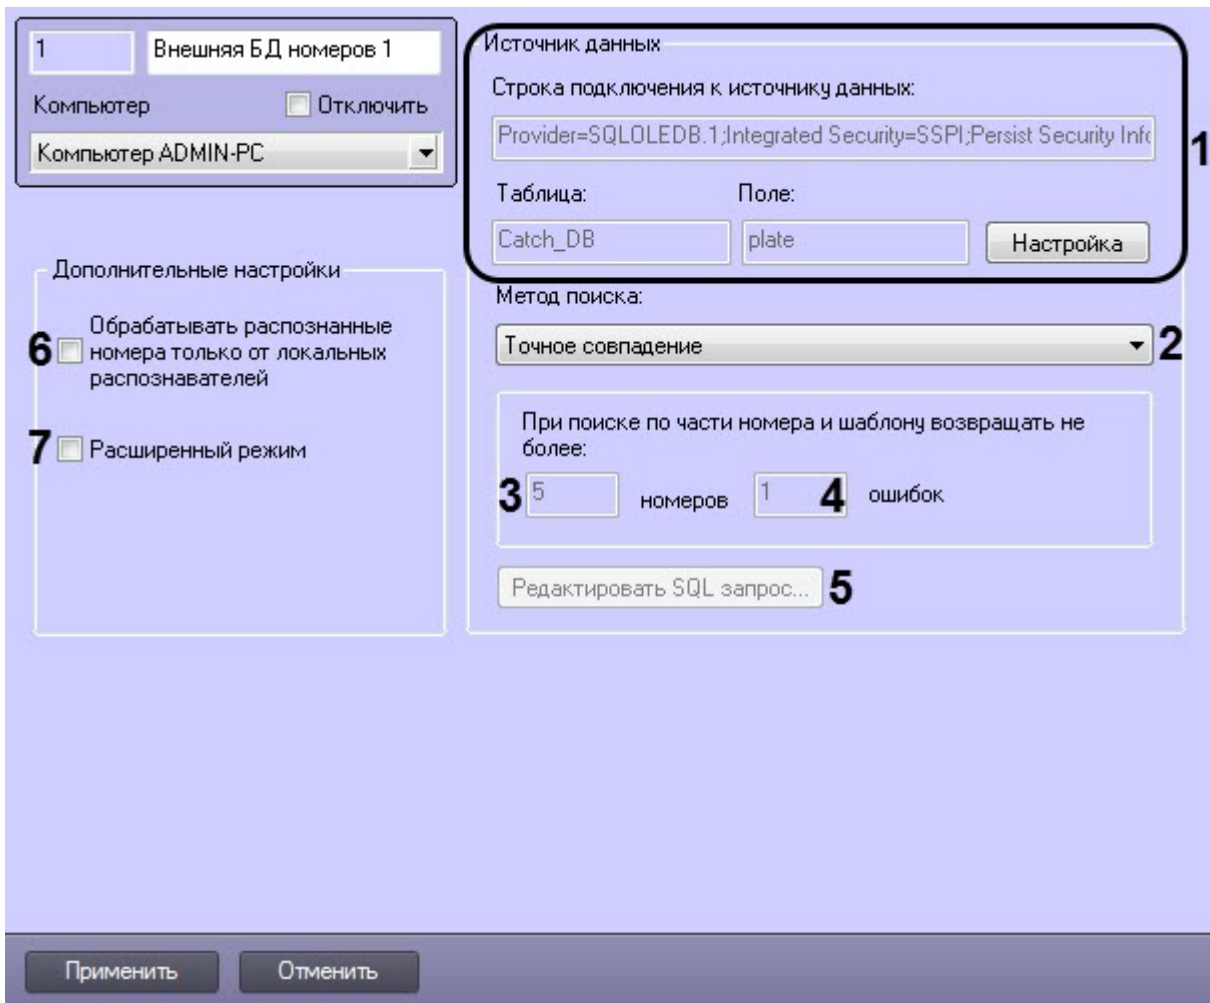 1
Внешняя БД номеров 1
Компьютер
Отключить
Компьютер ADMIN-PC
Источник данных
Строка подключения к источнику данных:
Provider=SQLOLEDB.1;Integrated Security=SSPI;Persist Security Info
1
Таблица:
Поле:
Catch_DB
plate
Настройка
Метод поиска:
Точное совпадение
2
При поиске по части номера и шаблону возвращать не
более:
3
5
номеров
1
4
ошибок
Редактировать SQL запрос...
5
Дополнительные настройки
6
Обрабатывать распознанные
номера только от локальных
распознавателей
7
Расширенный режим
Применить
Отменить